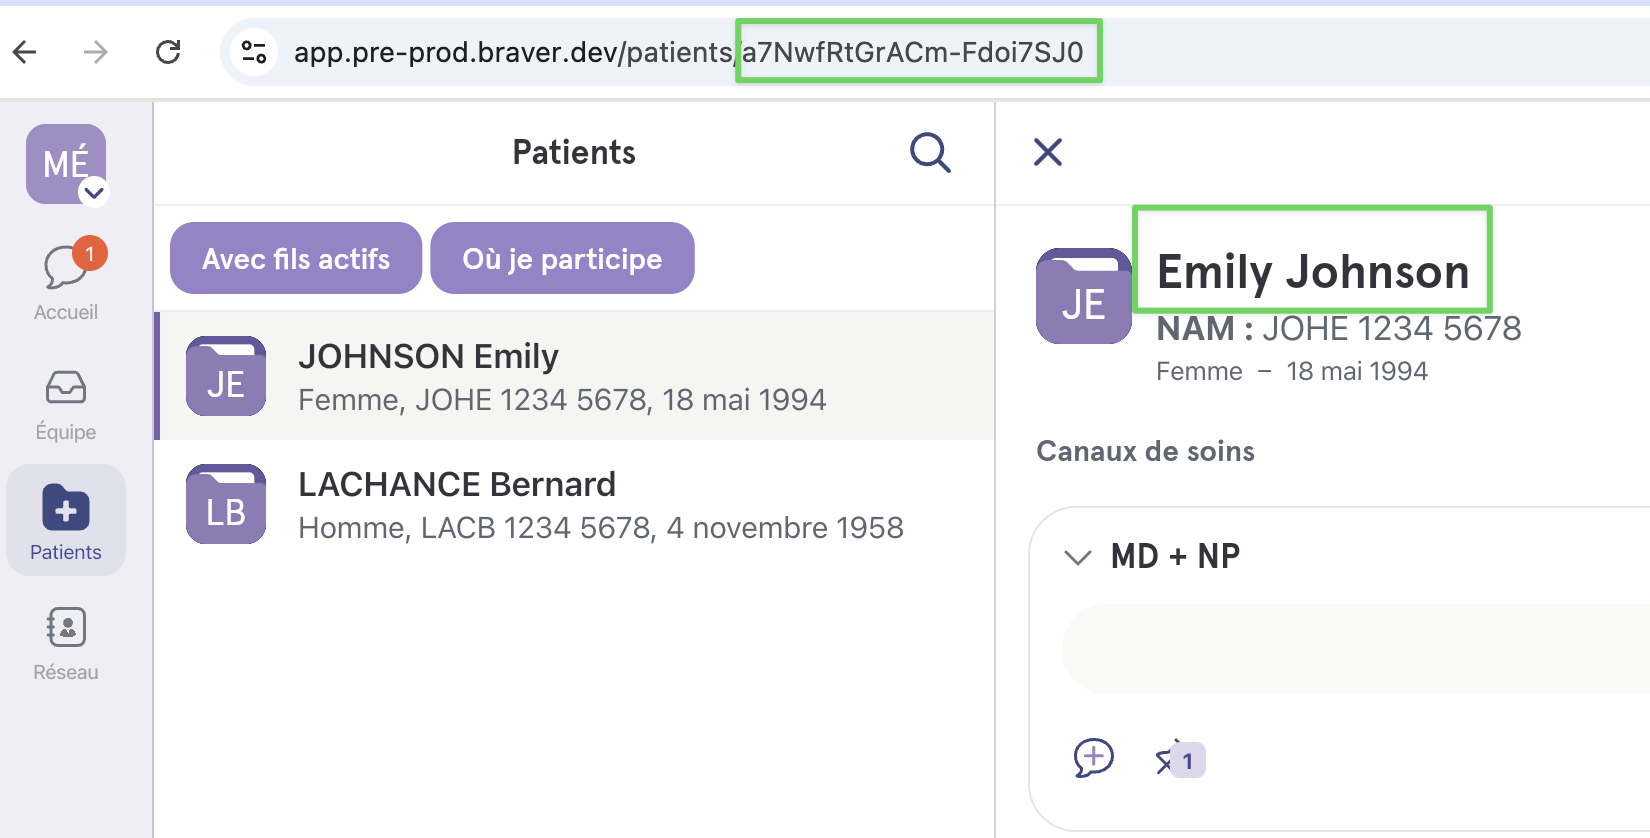 app.pre-prod.braver.dev/patients/a7NwfRtGrACm-Fdoi7SJ0
MÉ
1
Accueil
Équipe
Patients
Réseau
Patients
Avec fils actifs
Où je participe
JE
JOHNSON Emily
Femme, JOHE 1234 5678, 18 mai 1994
LB
LACHANCE Bernard
Homme, LACB 1234 5678, 4 novembre 1958
JE
Emily Johnson
NAM : JOHE 1234 5678
Femme – 18 mai 1994
Canaux de soins
MD + NP
1